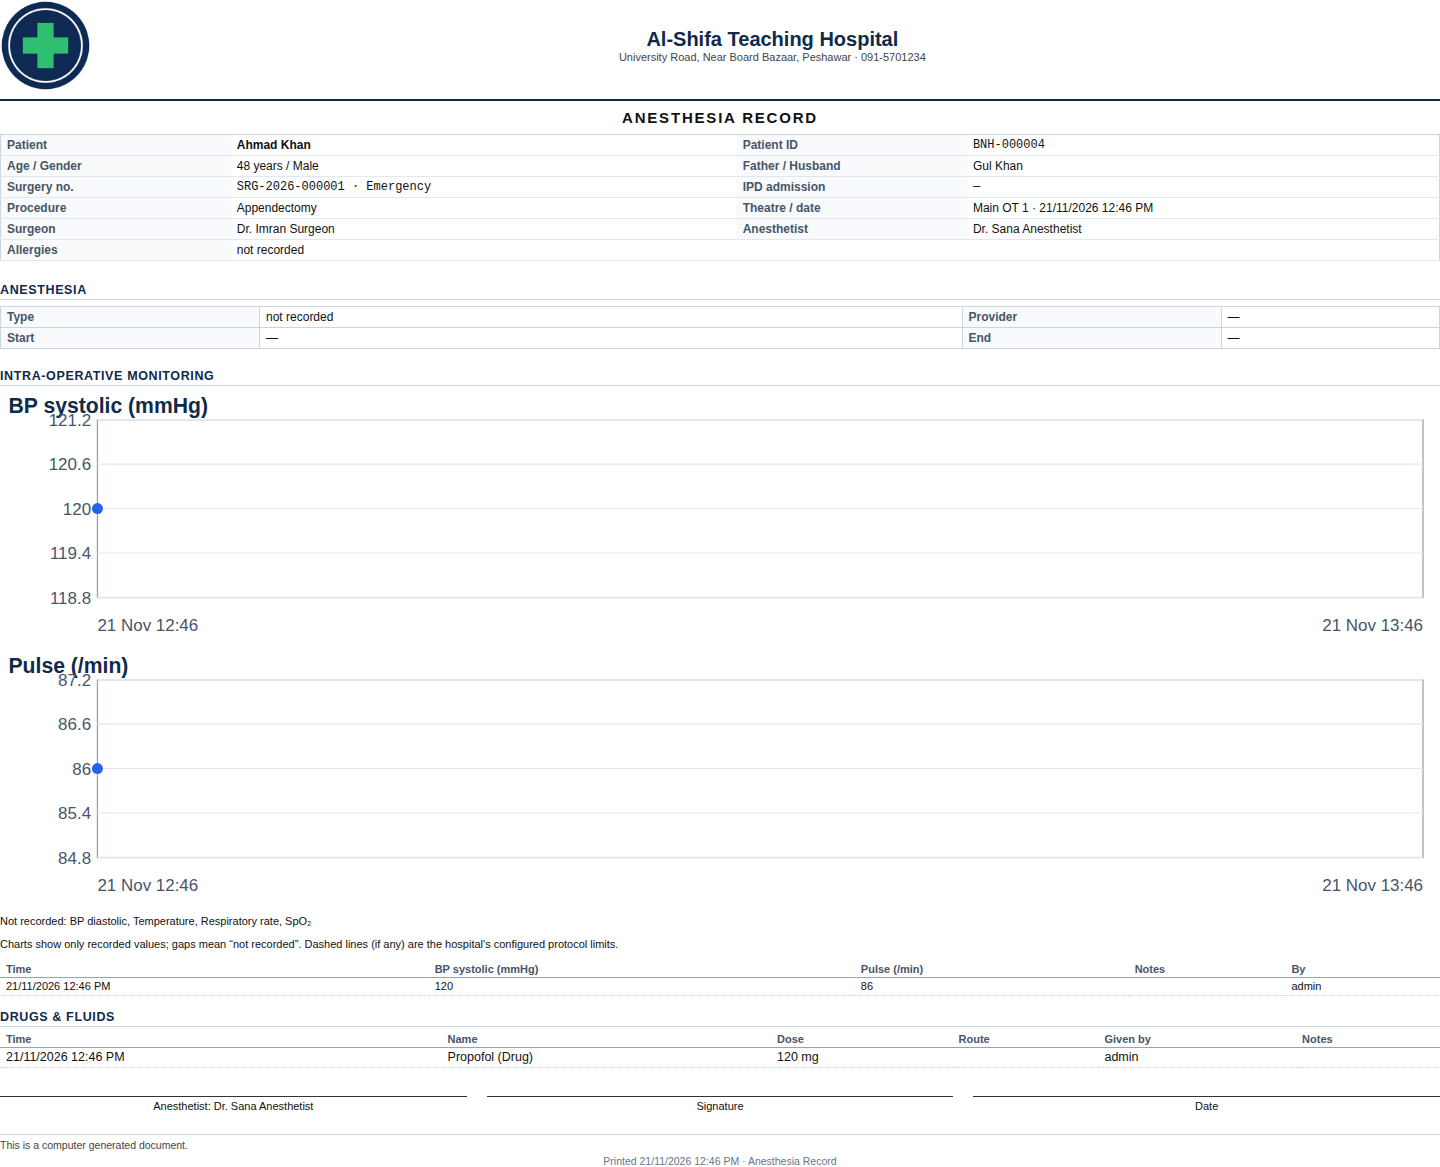 Al-Shifa Teaching Hospital
University Road, Near Board Bazaar, Peshawar · 091-5701234
ANESTHESIA RECORD
Patient Ahmad Khan Patient ID BNH-000004
Age / Gender 48 years / Male Father / Husband Gul Khan
Surgery no. SRG-2026-000001 · Emergency IPD admission —
Procedure Appendectomy Theatre / date Main OT 1 · 21/11/2026 12:46 PM
Surgeon Dr. Imran Surgeon Anesthetist Dr. Sana Anesthetist
Allergies not recorded
ANESTHESIA
Type not recorded Provider —
Start — End —
INTRA-OPERATIVE MONITORING
BP systolic (mmHg)
121.2
120.6
120
119.4
118.8
21 Nov 12:46 21 Nov 13:46
Pulse (/min)
87.2
86.6
86
85.4
84.8
21 Nov 12:46 21 Nov 13:46
Not recorded: BP diastolic, Temperature, Respiratory rate, SpO₂
Charts show only recorded values; gaps mean “not recorded”. Dashed lines (if any) are the hospital's configured protocol limits.
Time BP systolic (mmHg) Pulse (/min) Notes By
21/11/2026 12:46 PM 120 86 admin
DRUGS & FLUIDS
Time Name Dose Route Given by Notes
21/11/2026 12:46 PM Propofol (Drug) 120 mg admin
Anesthetist: Dr. Sana Anesthetist Signature Date
This is a computer generated document.
Printed 21/11/2026 12:46 PM · Anesthesia Record